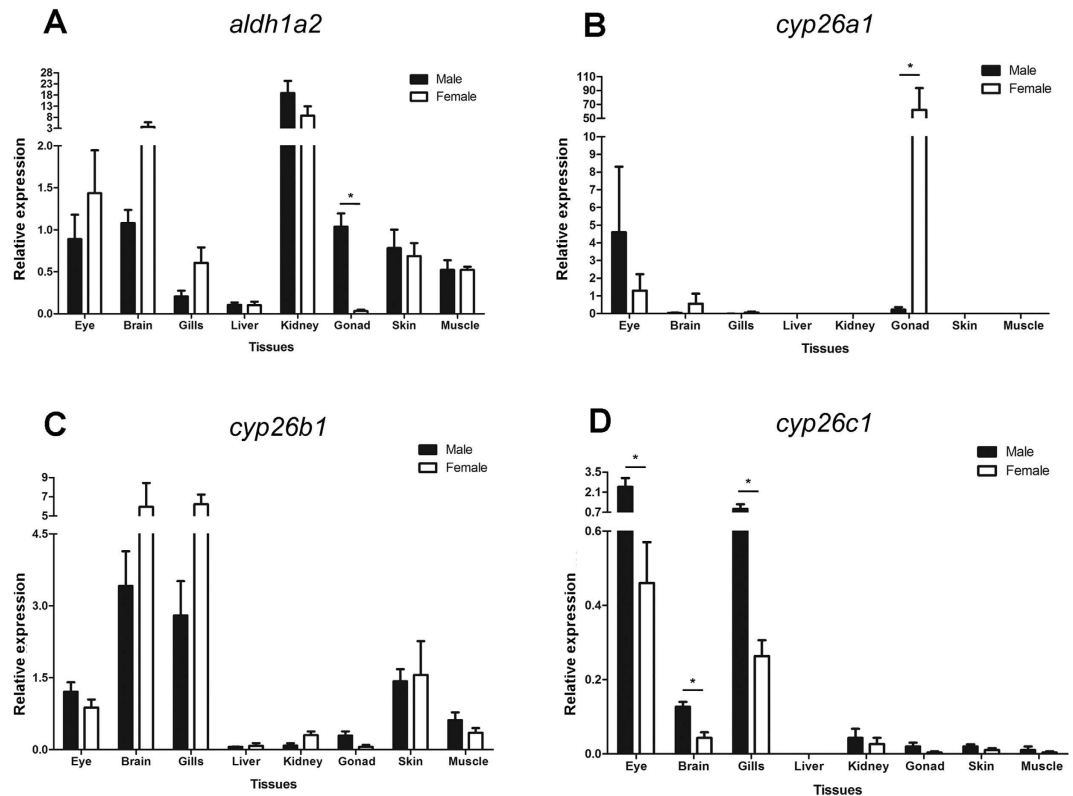 A
aldh1a2
28
23
18
13
8
3
2.0
1.5
1.0
0.5
0.0
Relative expression
Male
Female
*
Eye Brain Gills Liver Kidney Gonad Skin Muscle
Tissues
B
cyp26a1
110
90
70
50
10
9
8
7
6
5
4
3
2
1
0
Relative expression
Male
Female
*
Eye Brain Gills Liver Kidney Gonad Skin Muscle
Tissues
C
cyp26b1
9
7
5
4.5
3.0
1.5
0.0
Relative expression
Male
Female
Eye Brain Gills Liver Kidney Gonad Skin Muscle
Tissues
D
cyp26c1
3.5
2.1
0.7
0.6
0.4
0.2
0.0
Relative expression
Male
Female
*
*
*
Eye Brain Gills Liver Kidney Gonad Skin Muscle
Tissues